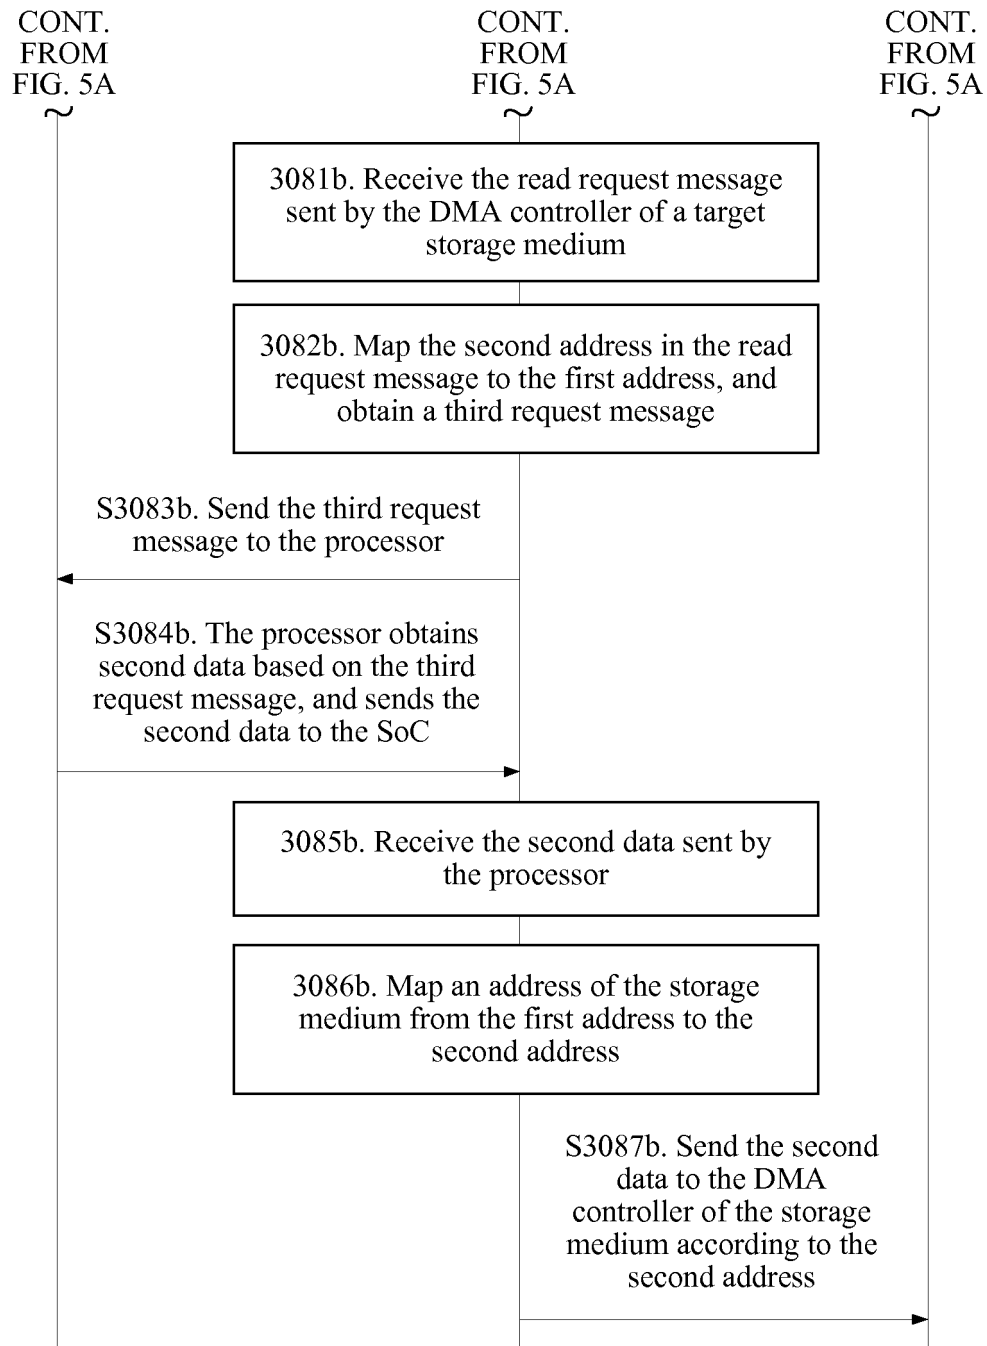 CONT.
FROM
FIG. 5A
CONT.
FROM
FIG. 5A
CONT.
FROM
FIG. 5A
3081b. Receive the read request message
sent by the DMA controller of a target
storage medium
3082b. Map the second address in the read
request message to the first address, and
obtain a third request message
S3083b. Send the third request
message to the processor
S3084b. The processor obtains
second data based on the third
request message, and sends the
second data to the SoC
3085b. Receive the second data sent by
the processor
3086b. Map an address of the storage
medium from the first address to the
second address
S3087b. Send the second
data to the DMA
controller of the storage
medium according to the
second address